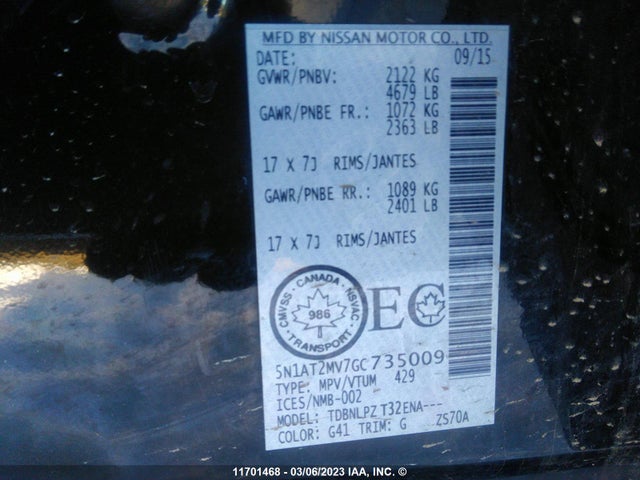 MFD BY NISSAN MOTOR CO., LTD.
DATE: 09/15
GVWR/PNBV: 2122 KG
4679 LB
GAWR/PNBE FR.: 1072 KG
2363 LB
17 X 7J RIMS/JANTES
GAWR/PNBE RR.: 1089 KG
2401 LB
17 X 7J RIMS/JANTES
CMVSS · CANADA · NSVAC
986
TRANSPORT
EC
5N1AT2MV7GC735009
TYPE: MPV/VTUM 429
ICES/NMB-002
MODEL: TDBNLPZ T32ENA---
COLOR: G41 TRIM: G ZS70A
11701468 - 03/06/2023 IAA, INC. ©